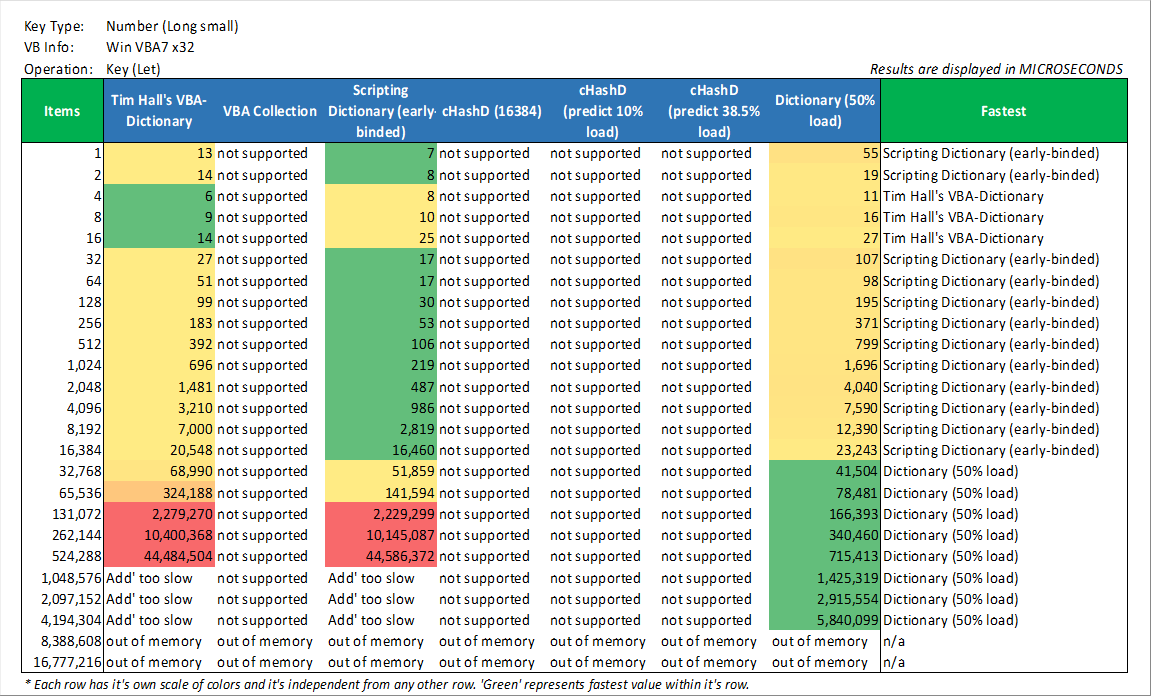 Key Type: Number (Long small)
VB Info: Win VBA7 x32
Operation: Key (Let) Results are displayed in MICROSECONDS
Items Tim Hall's VBA-Dictionary VBA Collection Scripting Dictionary (early-binded) cHashD (16384) cHashD (predict 10% load) cHashD (predict 38.5% load) Dictionary (50% load) Fastest
1 13 not supported 7 not supported not supported not supported 55 Scripting Dictionary (early-binded)
2 14 not supported 8 not supported not supported not supported 19 Scripting Dictionary (early-binded)
4 6 not supported 8 not supported not supported not supported 11 Tim Hall's VBA-Dictionary
8 9 not supported 10 not supported not supported not supported 16 Tim Hall's VBA-Dictionary
16 14 not supported 25 not supported not supported not supported 27 Tim Hall's VBA-Dictionary
32 27 not supported 17 not supported not supported not supported 107 Scripting Dictionary (early-binded)
64 51 not supported 17 not supported not supported not supported 98 Scripting Dictionary (early-binded)
128 99 not supported 30 not supported not supported not supported 195 Scripting Dictionary (early-binded)
256 183 not supported 53 not supported not supported not supported 371 Scripting Dictionary (early-binded)
512 392 not supported 106 not supported not supported not supported 799 Scripting Dictionary (early-binded)
1,024 696 not supported 219 not supported not supported not supported 1,696 Scripting Dictionary (early-binded)
2,048 1,481 not supported 487 not supported not supported not supported 4,040 Scripting Dictionary (early-binded)
4,096 3,210 not supported 986 not supported not supported not supported 7,590 Scripting Dictionary (early-binded)
8,192 7,000 not supported 2,819 not supported not supported not supported 12,390 Scripting Dictionary (early-binded)
16,384 20,548 not supported 16,460 not supported not supported not supported 23,243 Scripting Dictionary (early-binded)
32,768 68,990 not supported 51,859 not supported not supported not supported 41,504 Dictionary (50% load)
65,536 324,188 not supported 141,594 not supported not supported not supported 78,481 Dictionary (50% load)
131,072 2,279,270 not supported 2,229,299 not supported not supported not supported 166,393 Dictionary (50% load)
262,144 10,400,368 not supported 10,145,087 not supported not supported not supported 340,460 Dictionary (50% load)
524,288 44,484,504 not supported 44,586,372 not supported not supported not supported 715,413 Dictionary (50% load)
1,048,576 Add' too slow not supported Add' too slow not supported not supported not supported 1,425,319 Dictionary (50% load)
2,097,152 Add' too slow not supported Add' too slow not supported not supported not supported 2,915,554 Dictionary (50% load)
4,194,304 Add' too slow not supported Add' too slow not supported not supported not supported 5,840,099 Dictionary (50% load)
8,388,608 out of memory out of memory out of memory out of memory out of memory out of memory out of memory n/a
16,777,216 out of memory out of memory out of memory out of memory out of memory out of memory out of memory n/a
* Each row has it's own scale of colors and it's independent from any other row. 'Green' represents fastest value within it's row.